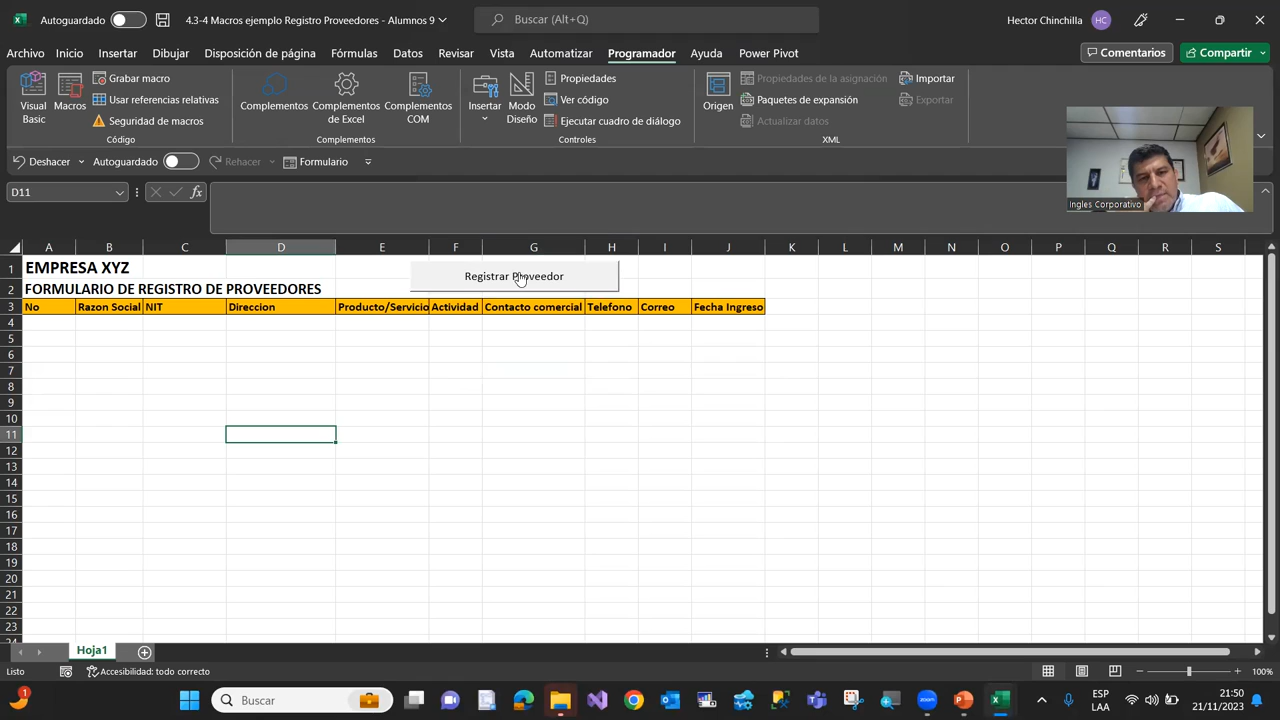 Autoguardado
4.3-4 Macros ejemplo Registro Proveedores - Alumnos 9
Buscar (Alt+Q)
Hector Chinchilla
HC
Archivo Inicio Insertar Dibujar Disposición de página Fórmulas Datos Revisar Vista Automatizar Programador Ayuda Power Pivot
Comentarios
Compartir
Visual Basic
Macros
Grabar macro
Usar referencias relativas
Seguridad de macros
Código
Complementos
Complementos de Excel
Complementos COM
Complementos
Insertar
Modo Diseño
Propiedades
Ver código
Ejecutar cuadro de diálogo
Controles
Origen
Propiedades de la asignación
Paquetes de expansión
Actualizar datos
Importar
Exportar
XML
Ingles Corporativo
Deshacer Autoguardado Rehacer Formulario
D11 fx
A B C D E F G H I J K L M N O P Q R S
1 EMPRESA XYZ
Registrar Proveedor
2 FORMULARIO DE REGISTRO DE PROVEEDORES
3 No Razon Social NIT Direccion Producto/Servicio Actividad Contacto comercial Telefono Correo Fecha Ingreso
4
5
6
7
8
9
10
11
12
13
14
15
16
17
18
19
20
21
22
23
24
Hoja1
Listo Accesibilidad: todo correcto
100%
1
Buscar
ESP
LAA
21:50
21/11/2023